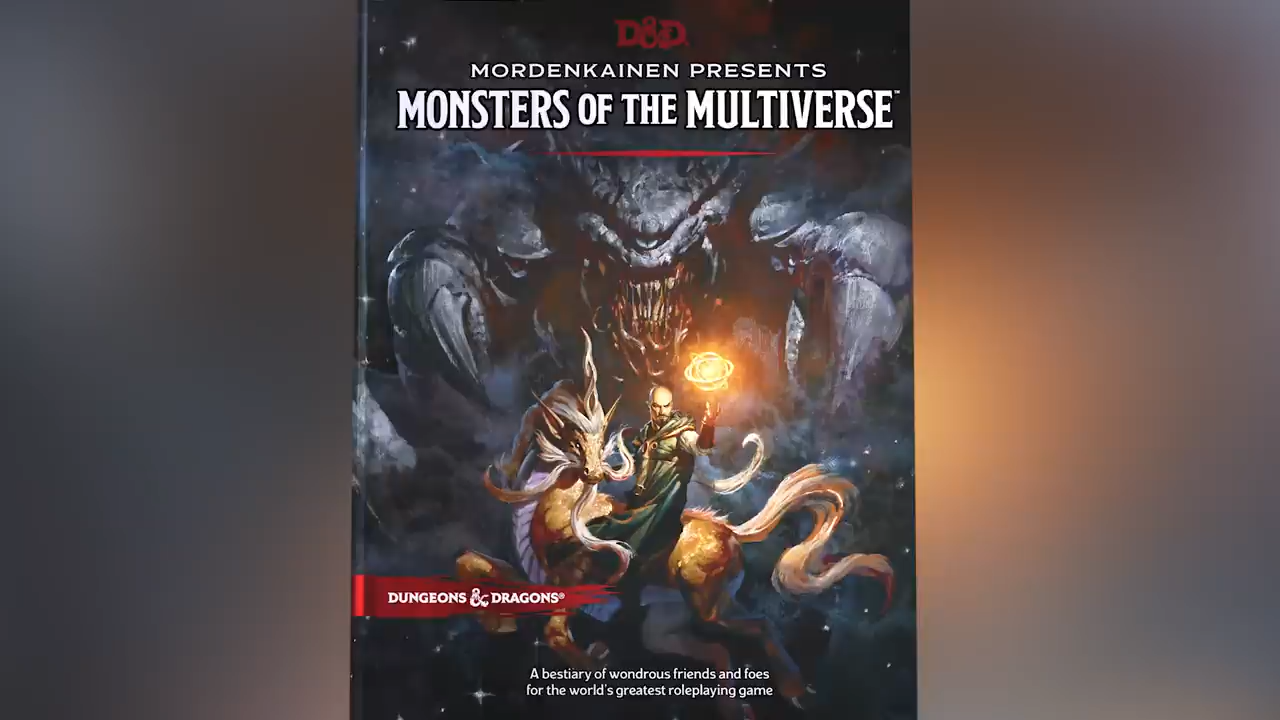 D&D
MORDENKAINEN PRESENTS
MONSTERS OF THE MULTIVERSE™
DUNGEONS & DRAGONS®
A bestiary of wondrous friends and foes
for the world's greatest roleplaying game